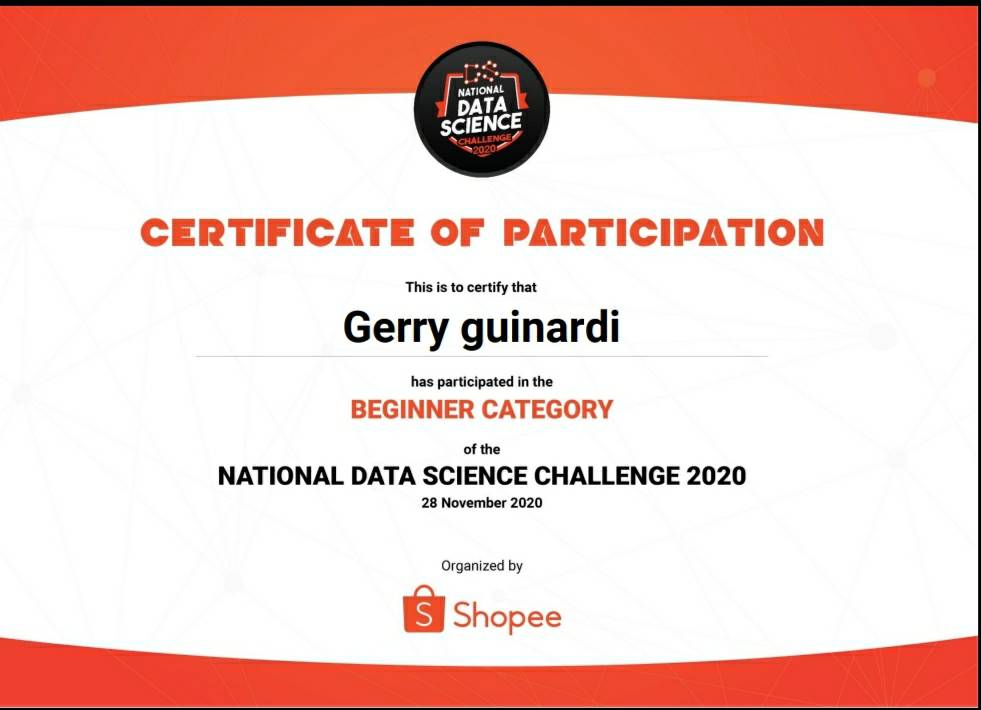 DS
NATIONAL
DATA
SCIENCE
CHALLENGE
2020
CERTIFICATE OF PARTICIPATION
This is to certify that
Gerry guinardi
has participated in the
BEGINNER CATEGORY
of the
NATIONAL DATA SCIENCE CHALLENGE 2020
28 November 2020
Organized by
S Shopee